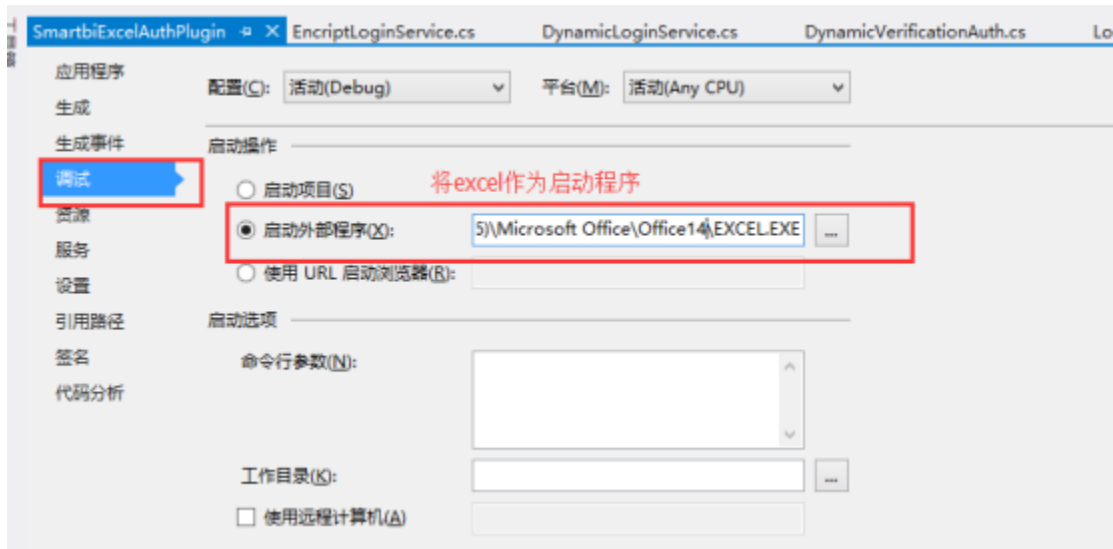 SmartbiExcelAuthPlugin EncriptLoginService.cs DynamicLoginService.cs DynamicVerificationAuth.cs Lo
应用程序
配置(C): 活动(Debug) 平台(M): 活动(Any CPU)
生成
生成事件
启动操作
调试
将excel作为启动程序
启动项目(S)
资源
启动外部程序(X): 5)\Microsoft Office\Office14\EXCEL.EXE ...
服务
使用 URL 启动浏览器(R):
设置
引用路径
启动选项
签名
命令行参数(N):
代码分析
工作目录(K): ...
使用远程计算机(A)